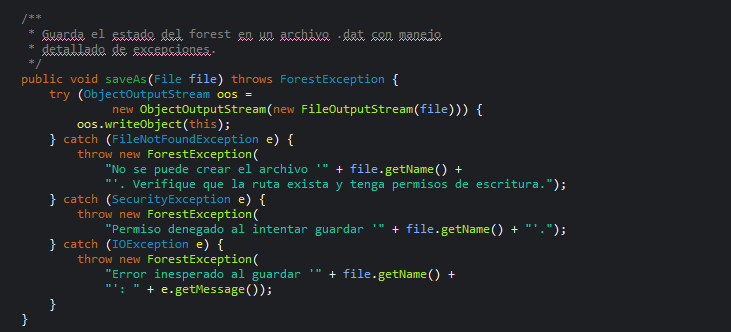 /**
 * Guarda el estado del forest en un archivo .dat con manejo
 * detallado de excepciones.
 */
public void saveAs(File file) throws ForestException {
    try (ObjectOutputStream oos =
            new ObjectOutputStream(new FileOutputStream(file))) {
        oos.writeObject(this);
    } catch (FileNotFoundException e) {
        throw new ForestException(
            "No se puede crear el archivo '" + file.getName() +
            "'. Verifique que la ruta exista y tenga permisos de escritura.");
    } catch (SecurityException e) {
        throw new ForestException(
            "Permiso denegado al intentar guardar '" + file.getName() + "'.");
    } catch (IOException e) {
        throw new ForestException(
            "Error inesperado al guardar '" + file.getName() +
            "': " + e.getMessage());
    }
}